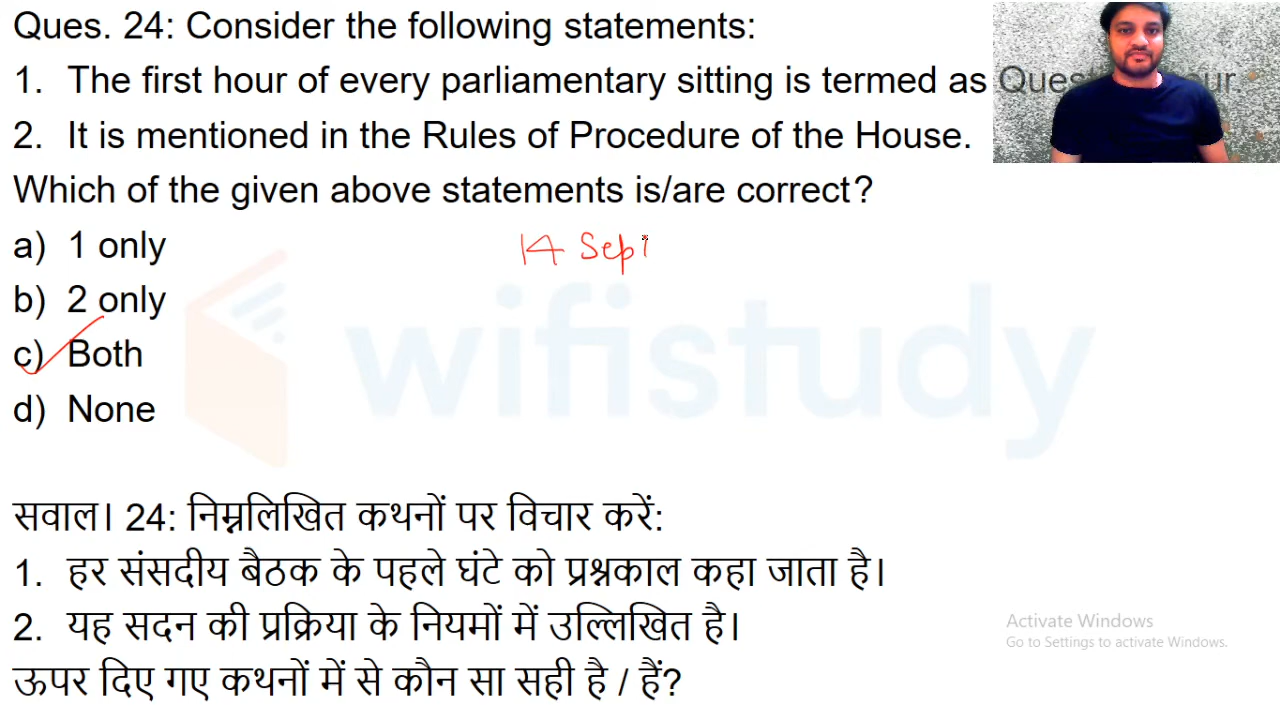 Ques. 24: Consider the following statements:
1. The first hour of every parliamentary sitting is termed as Ques ur.
2. It is mentioned in the Rules of Procedure of the House.
Which of the given above statements is/are correct?
a) 1 only
14 Sept
b) 2 only
c) Both
d) None
wifistudy
सवाल। 24: निम्नलिखित कथनों पर विचार करें:
1. हर संसदीय बैठक के पहले घंटे को प्रश्नकाल कहा जाता है।
2. यह सदन की प्रक्रिया के नियमों में उल्लिखित है।
ऊपर दिए गए कथनों में से कौन सा सही है / हैं?
Activate Windows
Go to Settings to activate Windows.